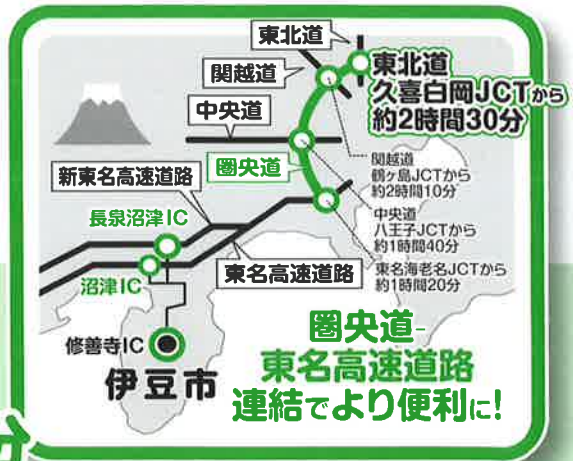 東北道
関越道
中央道
圏央道
新東名高速道路
長泉沼津IC
沼津IC
東名高速道路
修善寺IC
伊豆市
東北道
久喜白岡JCTから
約2時間30分
関越道
鶴ヶ島JCTから
約2時間10分
中央道
八王子JCTから
約1時間40分
東名海老名JCTから
約1時間20分
圏央道-
東名高速道路
連結でより便利に!